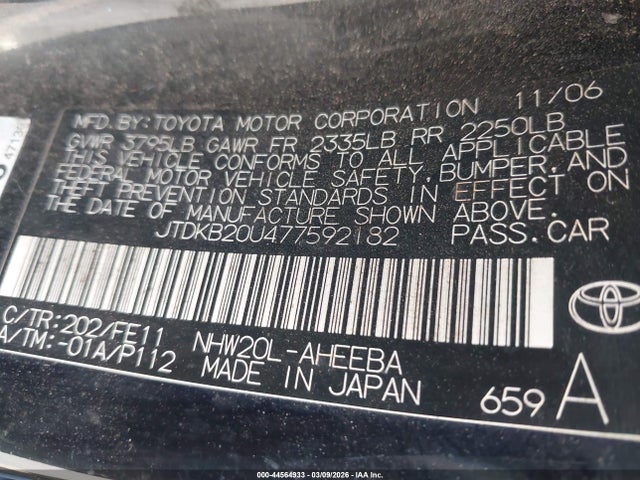 47139
MFD. BY: TOYOTA MOTOR CORPORATION 11/06
GVWR 3795LB GAWR FR 2335LB RR 2250LB
THIS VEHICLE CONFORMS TO ALL APPLICABLE
FEDERAL MOTOR VEHICLE SAFETY, BUMPER, AND
THEFT PREVENTION STANDARDS IN EFFECT ON
THE DATE OF MANUFACTURE SHOWN ABOVE.
JTDKB20U477592182 PASS.CAR
C/TR:202/FE11 NHW20L-AHEEBA
A/TM:-01A/P112 MADE IN JAPAN
659 A
000-44564933 | 03/09/2026 | IAA Inc.